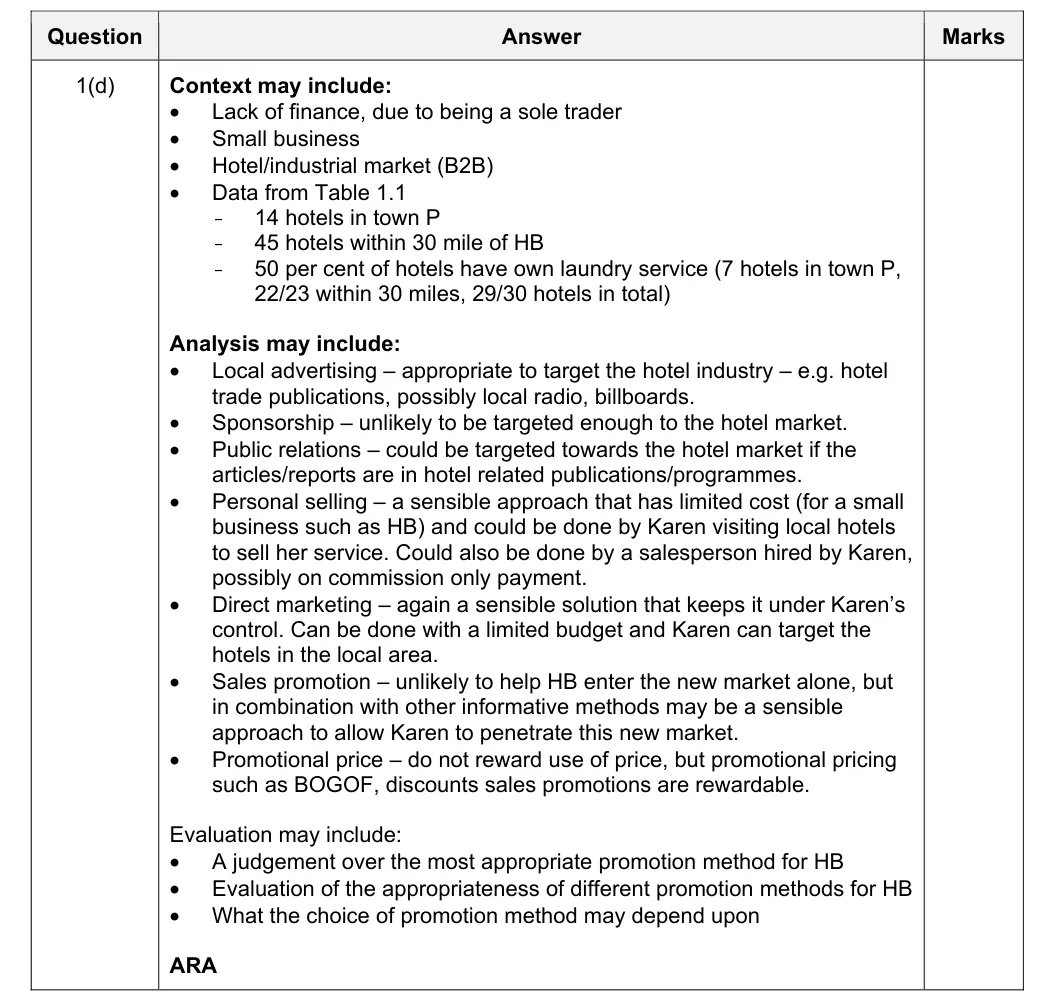 Question Answer Marks
1(d) Context may include:
• Lack of finance, due to being a sole trader
• Small business
• Hotel/industrial market (B2B)
• Data from Table 1.1
- 14 hotels in town P
- 45 hotels within 30 mile of HB
- 50 per cent of hotels have own laundry service (7 hotels in town P,
22/23 within 30 miles, 29/30 hotels in total)
Analysis may include:
• Local advertising – appropriate to target the hotel industry – e.g. hotel
trade publications, possibly local radio, billboards.
• Sponsorship – unlikely to be targeted enough to the hotel market.
• Public relations – could be targeted towards the hotel market if the
articles/reports are in hotel related publications/programmes.
• Personal selling – a sensible approach that has limited cost (for a small
business such as HB) and could be done by Karen visiting local hotels
to sell her service. Could also be done by a salesperson hired by Karen,
possibly on commission only payment.
• Direct marketing – again a sensible solution that keeps it under Karen’s
control. Can be done with a limited budget and Karen can target the
hotels in the local area.
• Sales promotion – unlikely to help HB enter the new market alone, but
in combination with other informative methods may be a sensible
approach to allow Karen to penetrate this new market.
• Promotional price – do not reward use of price, but promotional pricing
such as BOGOF, discounts sales promotions are rewardable.
Evaluation may include:
• A judgement over the most appropriate promotion method for HB
• Evaluation of the appropriateness of different promotion methods for HB
• What the choice of promotion method may depend upon
ARA